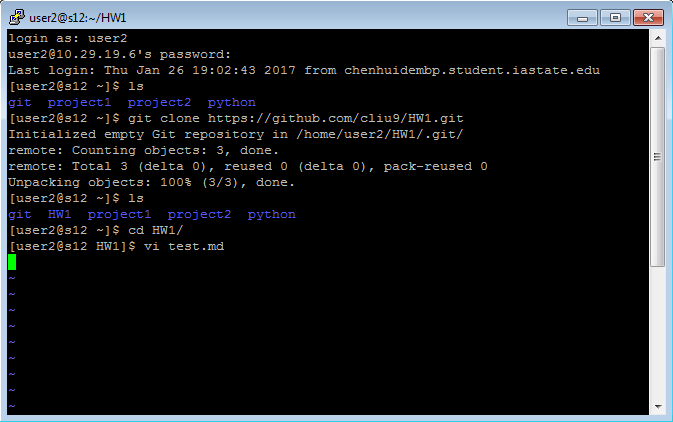 user2@s12:~/HW1
login as: user2
user2@10.29.19.6's password:
Last login: Thu Jan 26 19:02:43 2017 from chenhuidembp.student.iastate.edu
[user2@s12 ~]$ ls
git  project1  project2  python
[user2@s12 ~]$ git clone https://github.com/cliu9/HW1.git
Initialized empty Git repository in /home/user2/HW1/.git/
remote: Counting objects: 3, done.
remote: Total 3 (delta 0), reused 0 (delta 0), pack-reused 0
Unpacking objects: 100% (3/3), done.
[user2@s12 ~]$ ls
git  HW1  project1  project2  python
[user2@s12 ~]$ cd HW1/
[user2@s12 HW1]$ vi test.md
~
~
~
~
~
~
~
~
~